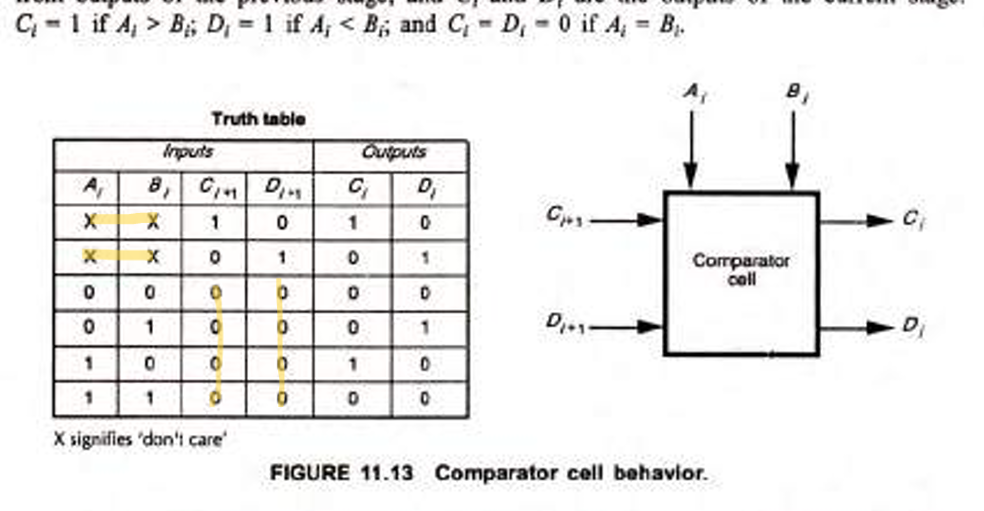 C_i = 1 if A_i > B_i; D_i = 1 if A_i < B_i; and C_i = D_i = 0 if A_i = B_i.
Truth table
Inputs Outputs
A_i B_i C_{i+1} D_{i+1} C_i D_i
X X 1 0 1 0
X X 0 1 0 1
0 0 0 0 0 0
0 1 0 0 0 1
1 0 0 0 1 0
1 1 0 0 0 0
X signifies 'don't care'
A_i B_i
C_{i+1} C_i
Comparator
cell
D_{i+1} D_i
FIGURE 11.13 Comparator cell behavior.